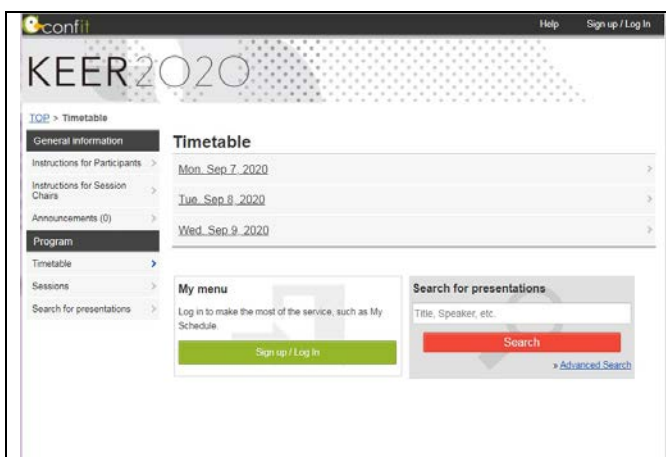 confit
Help Sign up / Log In
KEER2020
TOP > Timetable
General information
Instructions for Participants
Instructions for Session
Chairs
Announcements (0)
Program
Timetable
Sessions
Search for presentations
Timetable
Mon. Sep 7, 2020
Tue. Sep 8, 2020
Wed. Sep 9, 2020
My menu
Log in to make the most of the service, such as My
Schedule.
Sign up / Log In
Search for presentations
Title, Speaker, etc.
Search
» Advanced Search